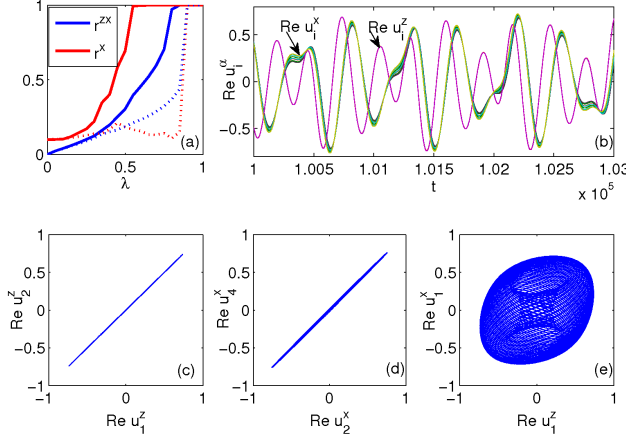 1
0.5
0
0
0.5
1
λ
r^zx
r^x
(a)
Re u_i^α
0.5
0
-0.5
1
1.005
1.01
1.015
1.02
1.025
1.03
t
x 10^5
Re u_i^x
Re u_i^z
(b)
Re u_2^z
1
0.5
0
-0.5
-1
-1
0
1
Re u_1^z
(c)
Re u_4^x
1
0.5
0
-0.5
-1
-1
0
1
Re u_2^x
(d)
Re u_1^x
1
0.5
0
-0.5
-1
-1
0
1
Re u_1^z
(e)